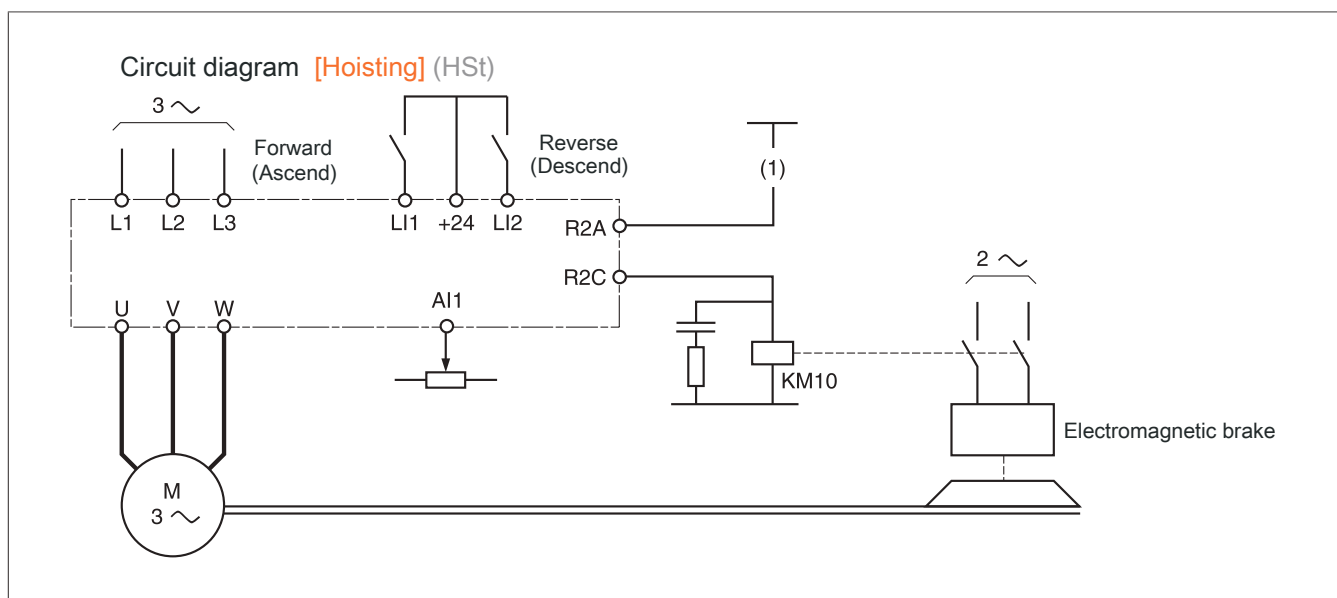 Circuit diagram [Hoisting] (HSt)
3
Forward
(Ascend)
Reverse
(Descend)
(1)
L1 L2 L3 LI1 +24 LI2
R2A
R2C
2
U V W AI1
KM10
Electromagnetic brake
M
3